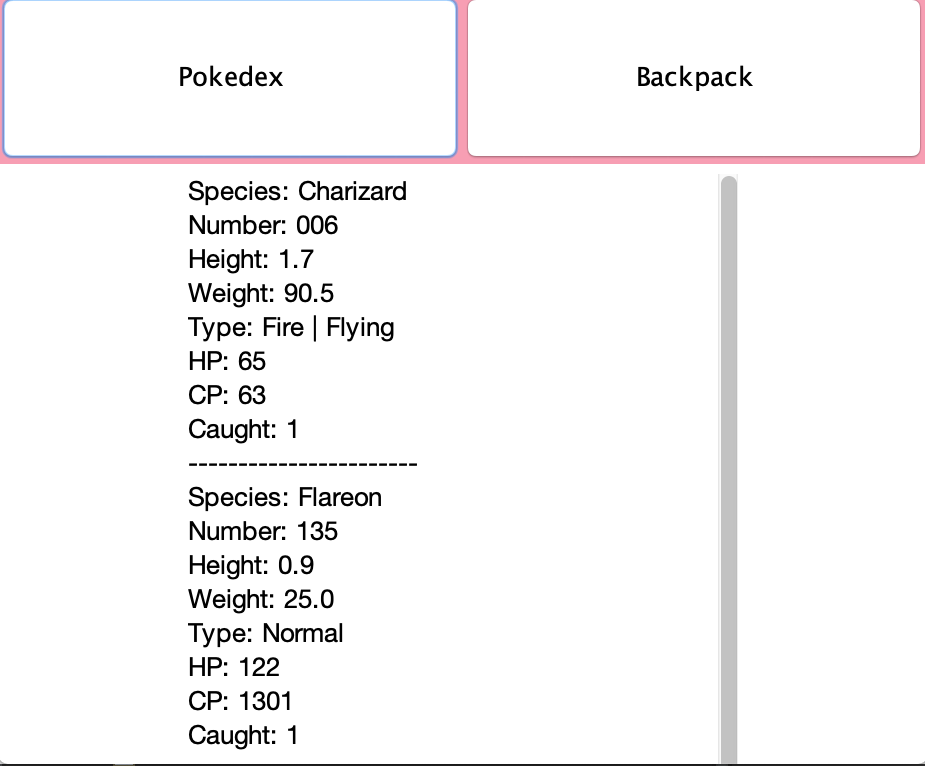 Pokedex
Backpack
Species: Charizard
Number: 006
Height: 1.7
Weight: 90.5
Type: Fire | Flying
HP: 65
CP: 63
Caught: 1
-----------------------
Species: Flareon
Number: 135
Height: 0.9
Weight: 25.0
Type: Normal
HP: 122
CP: 1301
Caught: 1